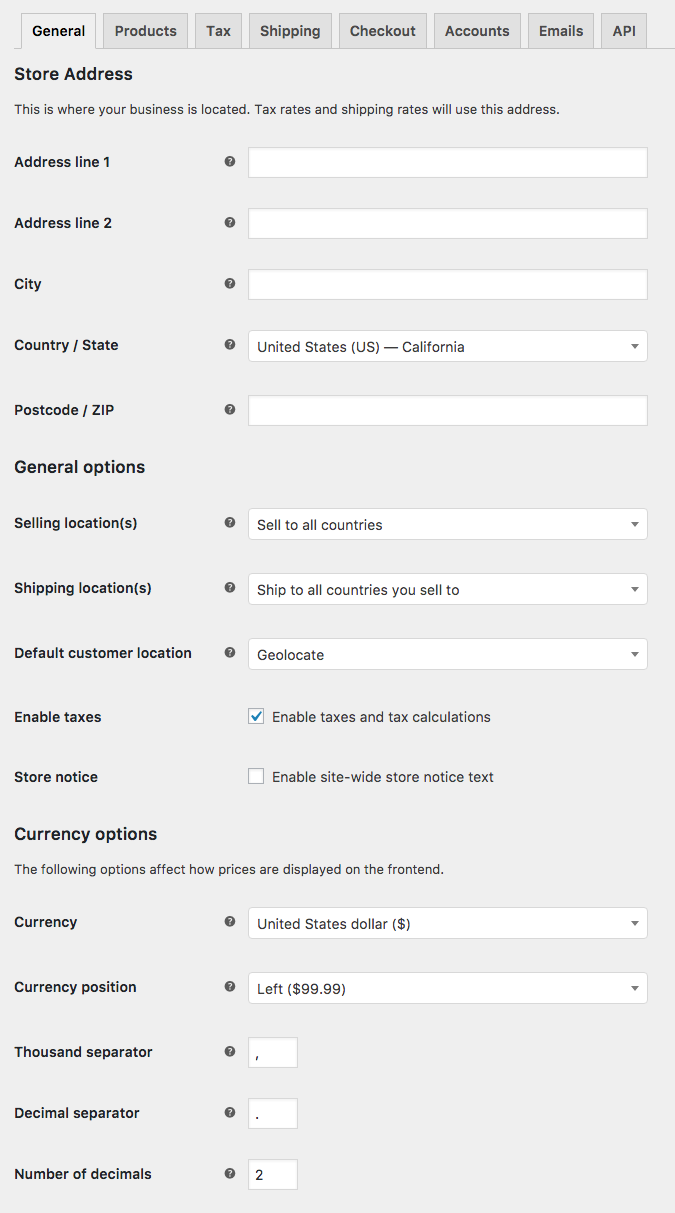 General Products Tax Shipping Checkout Accounts Emails API
Store Address
This is where your business is located. Tax rates and shipping rates will use this address.
Address line 1 ?
Address line 2 ?
City ?
Country / State ? United States (US) — California
Postcode / ZIP ?
General options
Selling location(s) ? Sell to all countries
Shipping location(s) ? Ship to all countries you sell to
Default customer location ? Geolocate
Enable taxes Enable taxes and tax calculations
Store notice Enable site-wide store notice text
Currency options
The following options affect how prices are displayed on the frontend.
Currency ? United States dollar ($)
Currency position ? Left ($99.99)
Thousand separator ? ,
Decimal separator ? .
Number of decimals ? 2